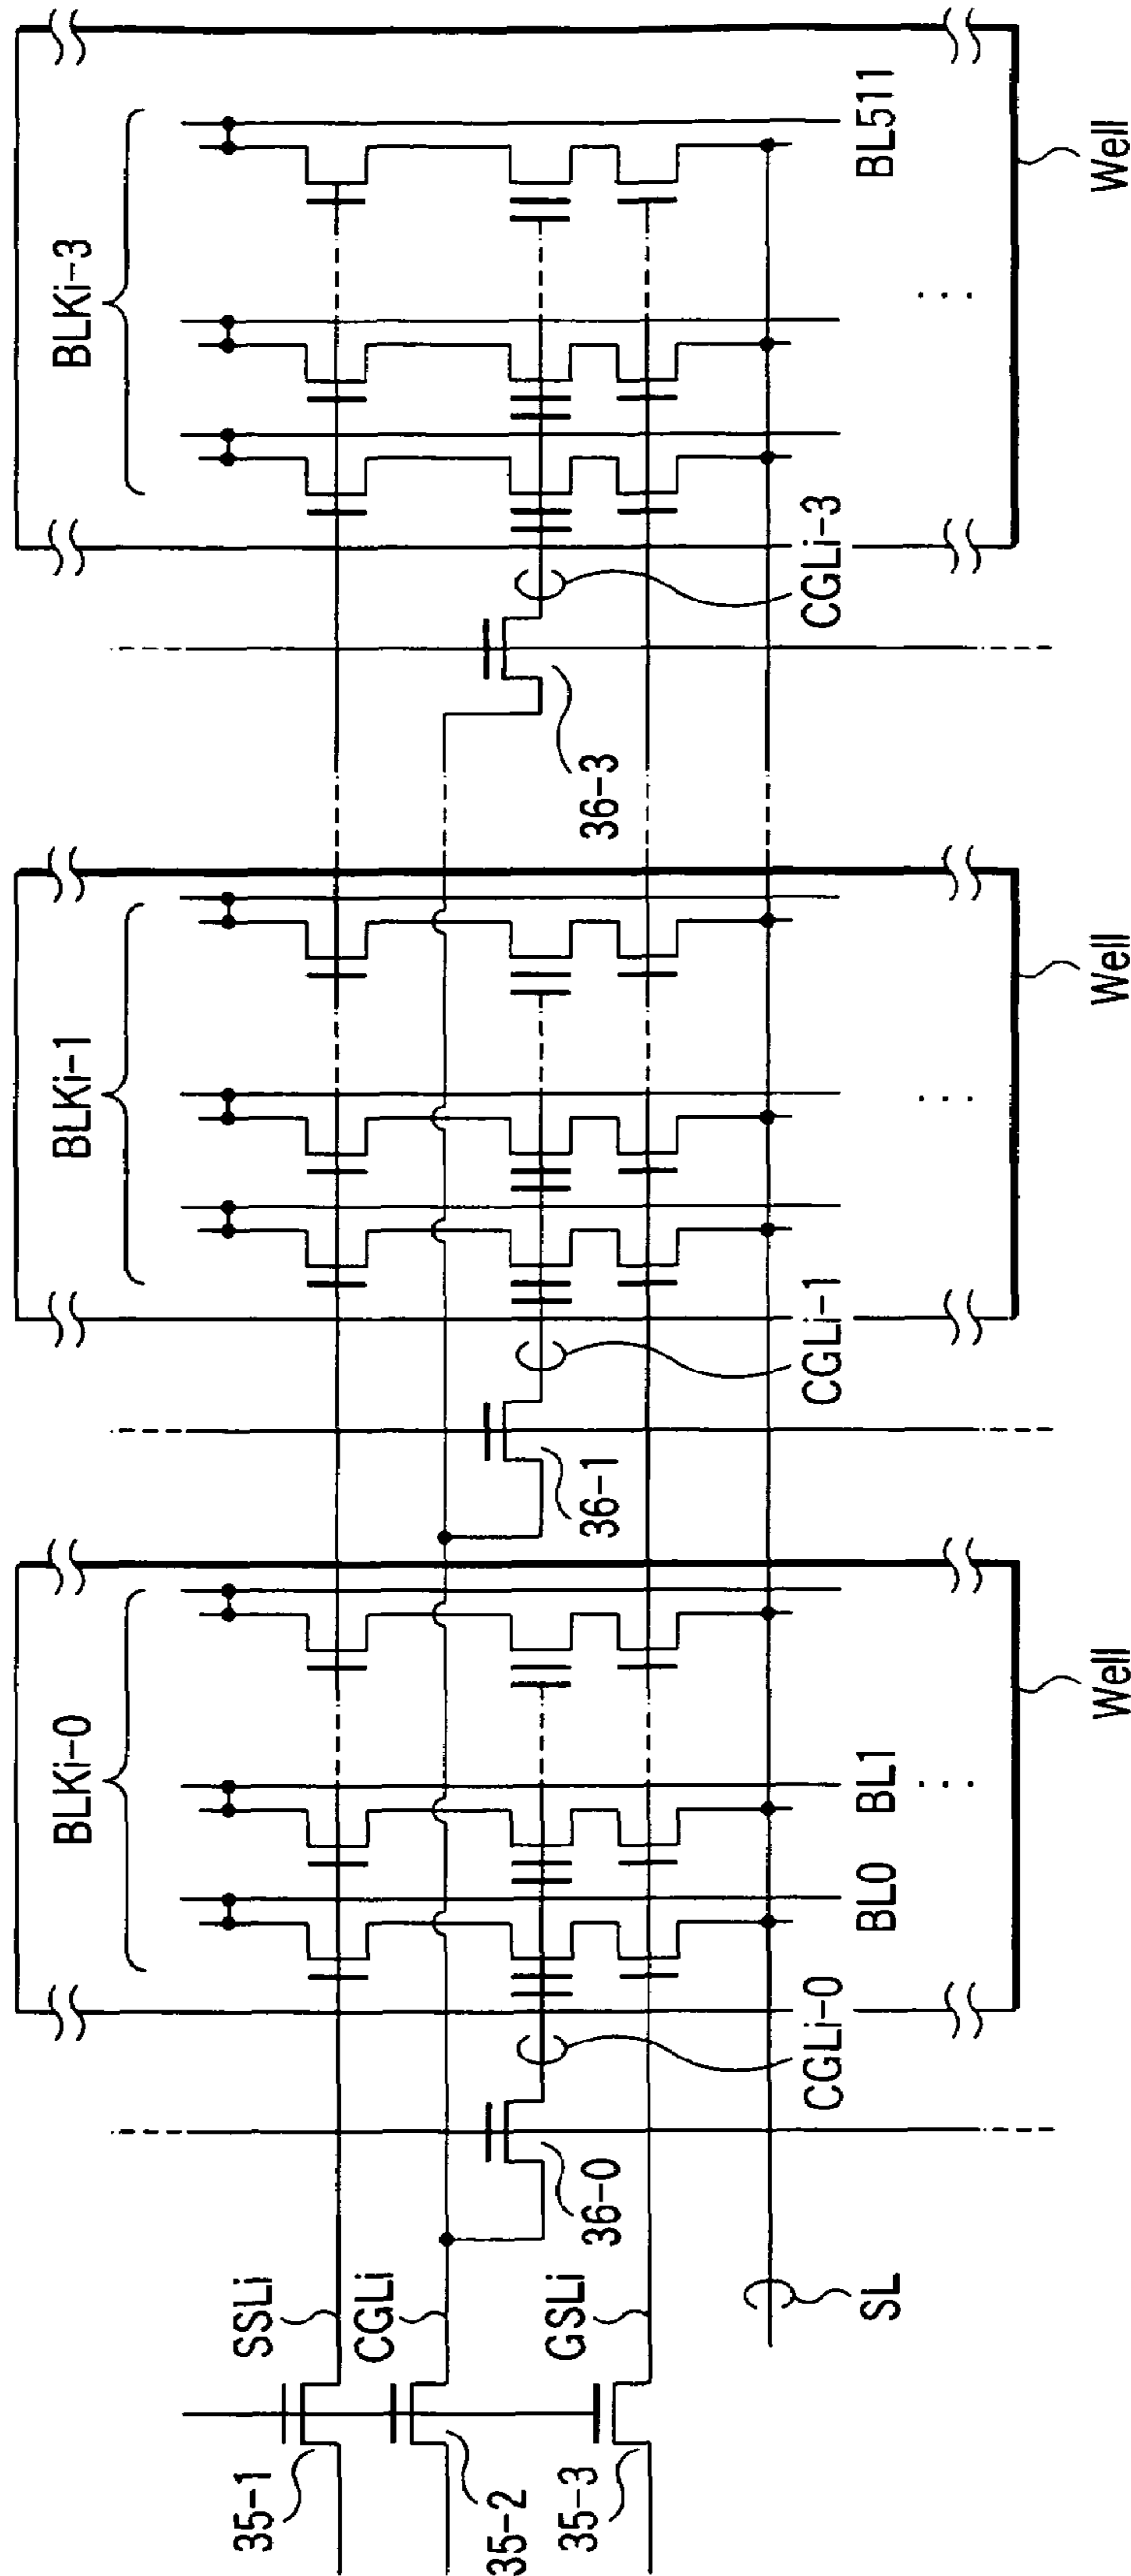 BLKi-0 BLKi-1 BLKi-3
35-1 SSLi
CGLi
35-2
35-3 GSLi
36-0 36-1 36-3
CGLi-0 CGLi-1 CGLi-3
SL BL0 BL1 BL511
... ... ...
Well Well Well